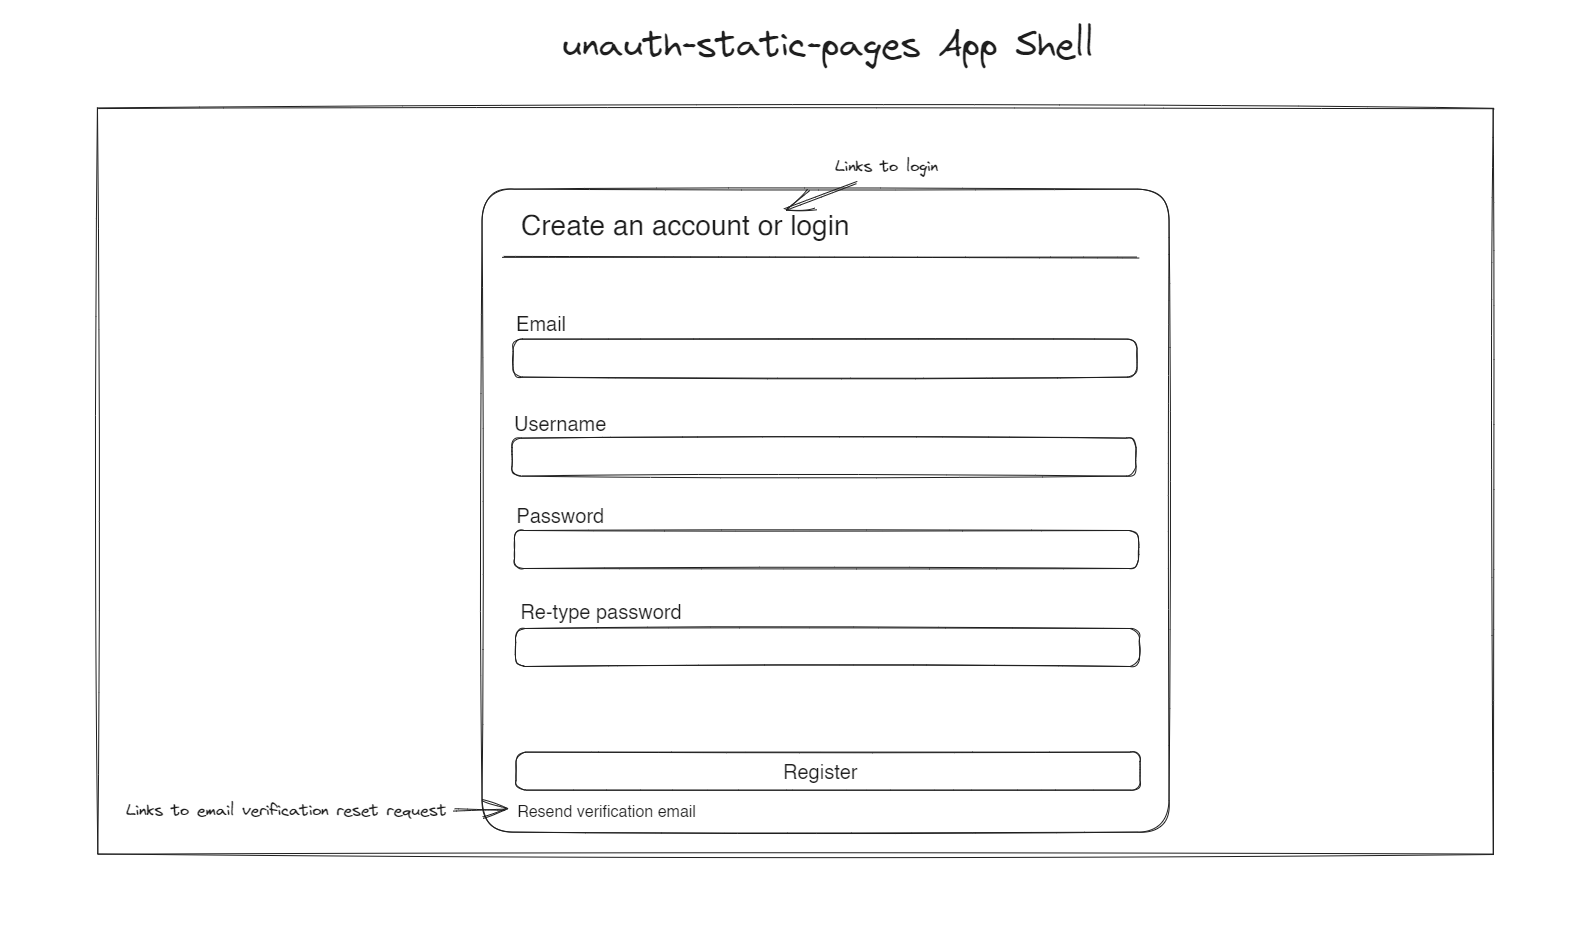 unauth-static-pages App Shell
Links to login
Create an account or login
Email
Username
Password
Re-type password
Register
Links to email verification reset request
Resend verification email